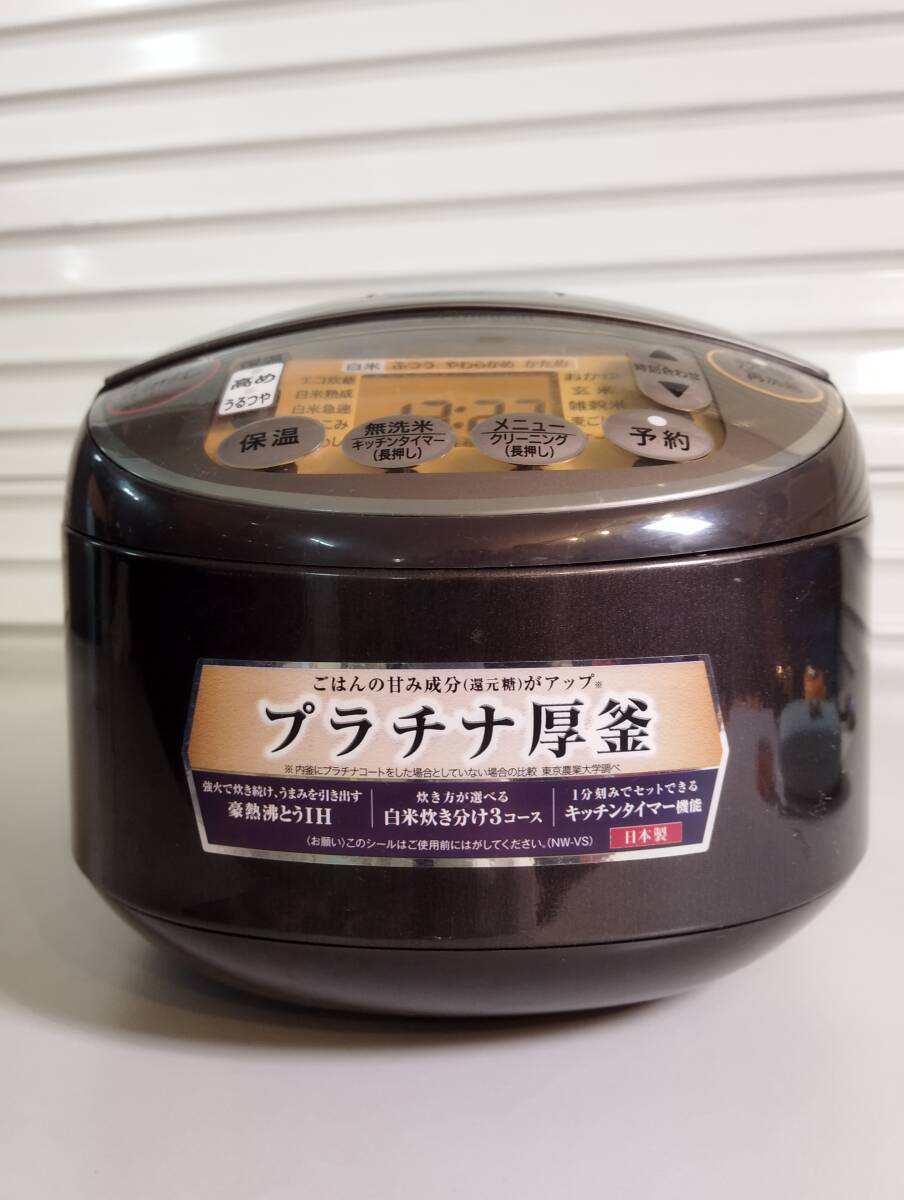 白米 ふつう やわらかめ かため
高め
うるつや
エコ炊飯
白米熟成
白米急速
おかゆ
玄米
雑穀米
時刻合わせ
17:27
保温
無洗米
キッチンタイマー
(長押し)
メニュー
クリーニング
(長押し)
予約
ごはんの甘み成分(還元糖)がアップ※
プラチナ厚釜
※内釜にプラチナコートをした場合としていない場合の比較 東京農業大学調べ
強火で炊き続け、うまみを引き出す
豪熱沸とうIH
炊き方が選べる
白米炊き分け3コース
1分刻みでセットできる
キッチンタイマー機能
(お願い)このシールはご使用前にはがしてください。(NW-VS)
日本製